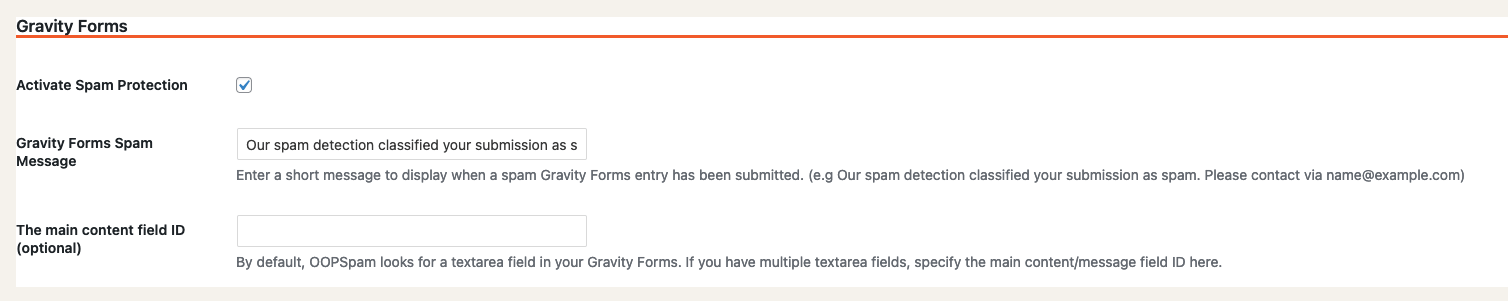 Gravity Forms
Activate Spam Protection
Gravity Forms Spam
Message
Our spam detection classified your submission as s
Enter a short message to display when a spam Gravity Forms entry has been submitted. (e.g Our spam detection classified your submission as spam. Please contact via name@example.com)
The main content field ID
(optional)
By default, OOPSpam looks for a textarea field in your Gravity Forms. If you have multiple textarea fields, specify the main content/message field ID here.